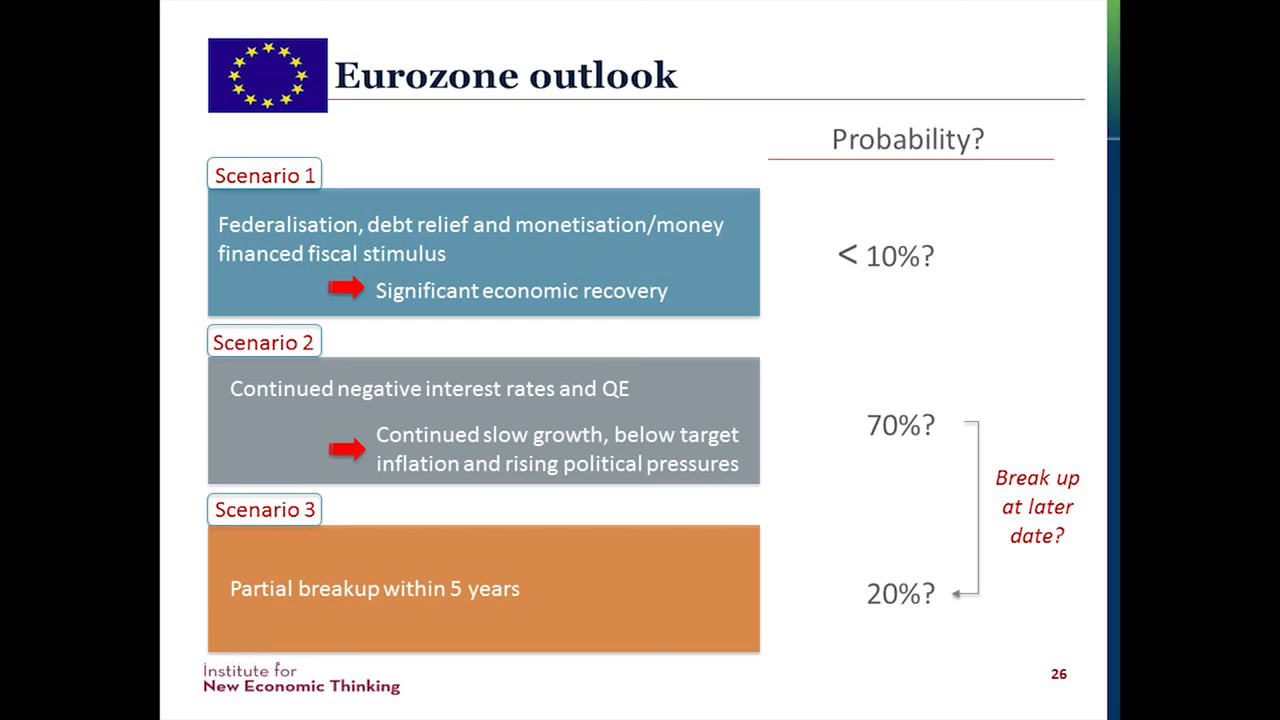 Eurozone outlook
Probability?
Scenario 1
Federalisation, debt relief and monetisation/money
financed fiscal stimulus
Significant economic recovery
< 10%?
Scenario 2
Continued negative interest rates and QE
Continued slow growth, below target
inflation and rising political pressures
70%?
Break up
at later
date?
Scenario 3
Partial breakup within 5 years
20%?
Institute for
New Economic Thinking
26